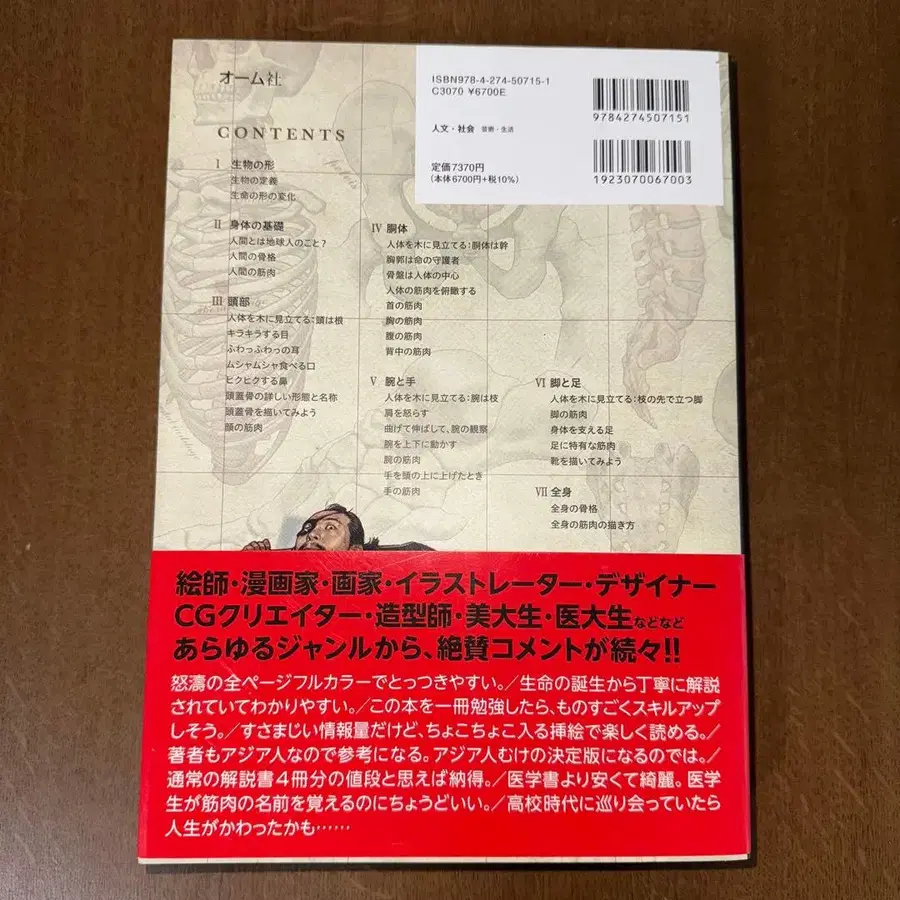 オーム社
ISBN978-4-274-50715-1
C3070 ¥6700E
9784274507151
人文・社会 芸術・生活
定価7370円
(本体6700円+税10%)
1923070067003
CONTENTS
I 生物の形
生物の定義
生命の形の変化
II 身体の基礎
人間とは地球人のこと?
人間の骨格
人間の筋肉
III 頭部
人体を木に見立てる:頭は根
キラキラする目
ふわっふわっの耳
ムシャムシャ食べる口
ヒクヒクする鼻
頭蓋骨の詳しい形態と名称
頭蓋骨を描いてみよう
顔の筋肉
IV 胴体
人体を木に見立てる:胴体は幹
胸郭は命の守護者
骨盤は人体の中心
人体の筋肉を俯瞰する
首の筋肉
胸の筋肉
腹の筋肉
背中の筋肉
V 腕と手
人体を木に見立てる:腕は枝
肩を怒らす
曲げて伸ばして、腕の観察
腕を上下に動かす
腕の筋肉
手を頭の上に上げたとき
手の筋肉
VI 脚と足
人体を木に見立てる:枝の先で立つ脚
脚の筋肉
身体を支える足
足に特有な筋肉
靴を描いてみよう
VII 全身
全身の骨格
全身の筋肉の描き方
絵師・漫画家・画家・イラストレーター・デザイナー
CGクリエイター・造型師・美大生・医大生などなど
あらゆるジャンルから、絶賛コメントが続々!!
怒濤の全ページフルカラーでとっつきやすい。/生命の誕生から丁寧に解説
されていてわかりやすい。/この本を一冊勉強したら、ものすごくスキルアップ
しそう。/すさまじい情報量だけど、ちょこちょこ入る挿絵で楽しく読める。/
著者もアジア人なので参考になる。アジア人むけの決定版になるのでは。/
通常の解説書4冊分の値段と思えば納得。/医学書より安くて綺麗。医学
生が筋肉の名前を覚えるのにちょうどいい。/高校時代に巡り会っていたら
人生がかわったかも……